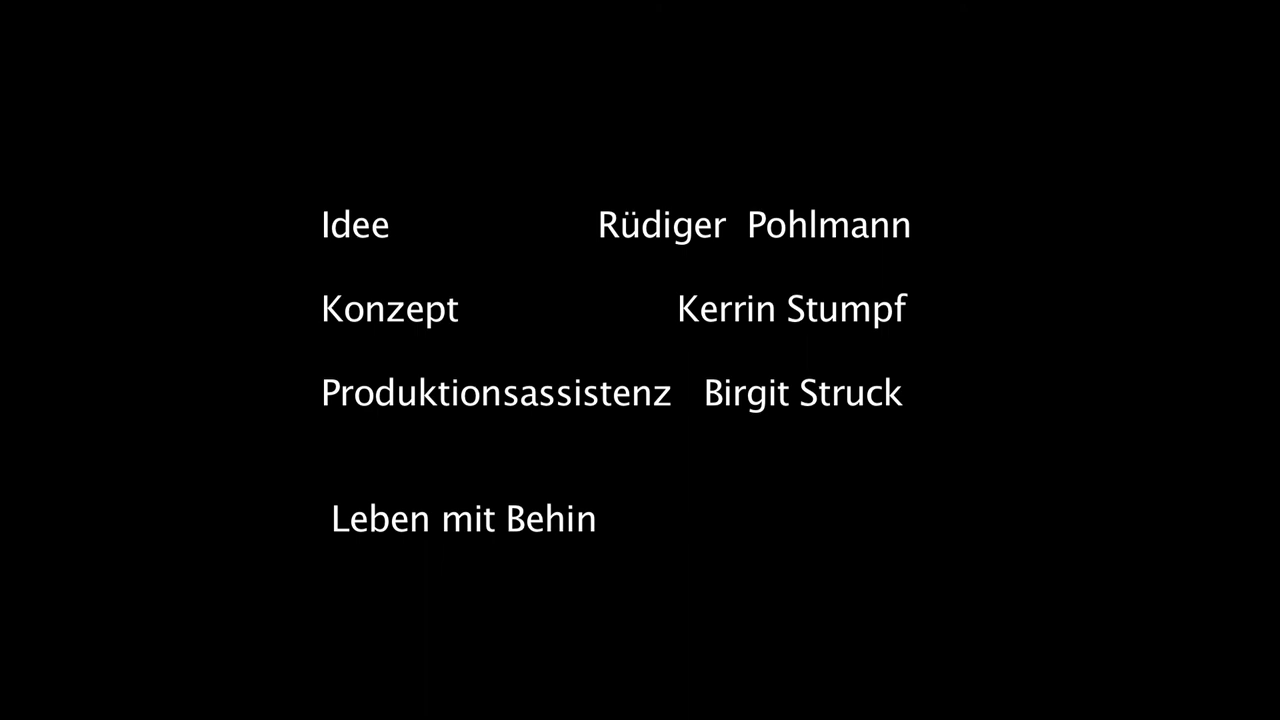 Idee Rüdiger Pohlmann
Konzept Kerrin Stumpf
Produktionsassistenz Birgit Struck
Leben mit Behin